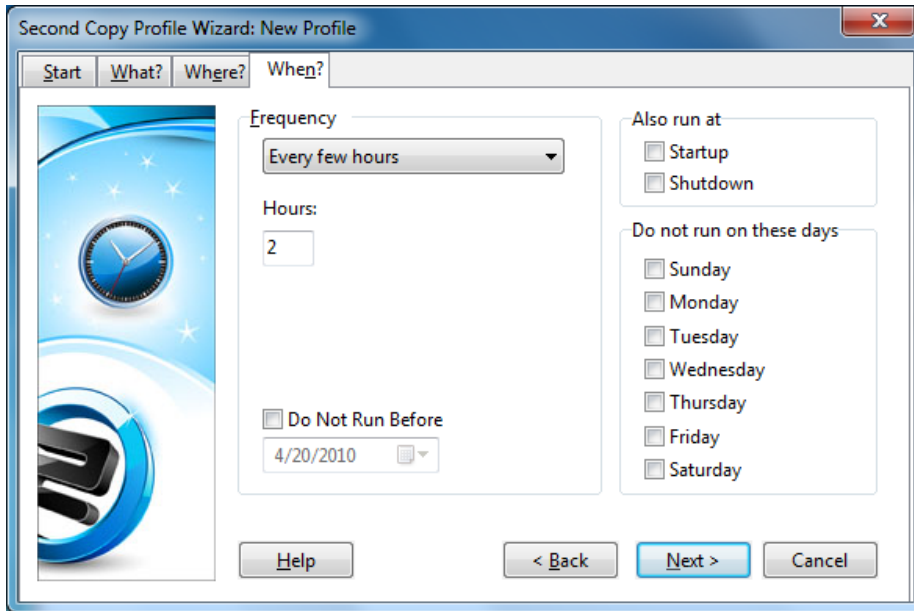 Second Copy Profile Wizard: New Profile
Start What? Where? When?
Frequency
Every few hours
Hours:
2
Do Not Run Before
4/20/2010
Also run at
Startup
Shutdown
Do not run on these days
Sunday
Monday
Tuesday
Wednesday
Thursday
Friday
Saturday
Help < Back Next > Cancel